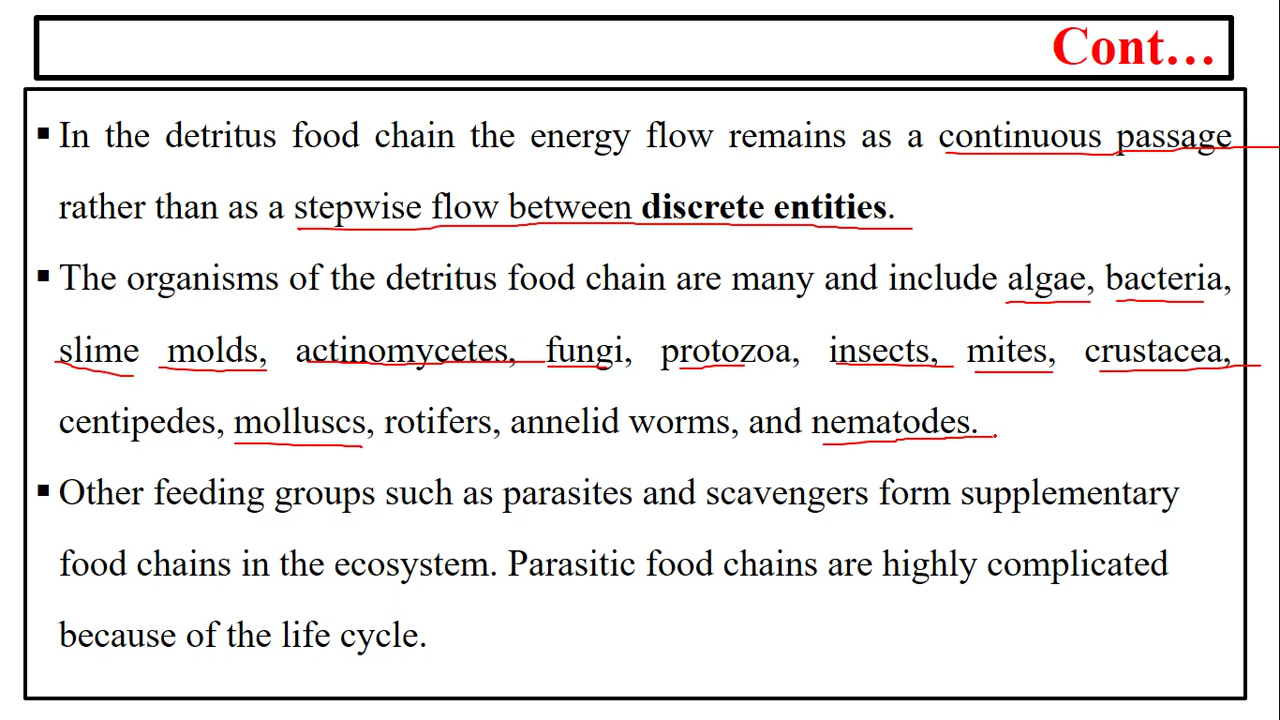 Cont…
▪ In the detritus food chain the energy flow remains as a continuous passage
rather than as a stepwise flow between discrete entities.
▪ The organisms of the detritus food chain are many and include algae, bacteria,
slime molds, actinomycetes, fungi, protozoa, insects, mites, crustacea,
centipedes, molluscs, rotifers, annelid worms, and nematodes.
▪ Other feeding groups such as parasites and scavengers form supplementary
food chains in the ecosystem. Parasitic food chains are highly complicated
because of the life cycle.